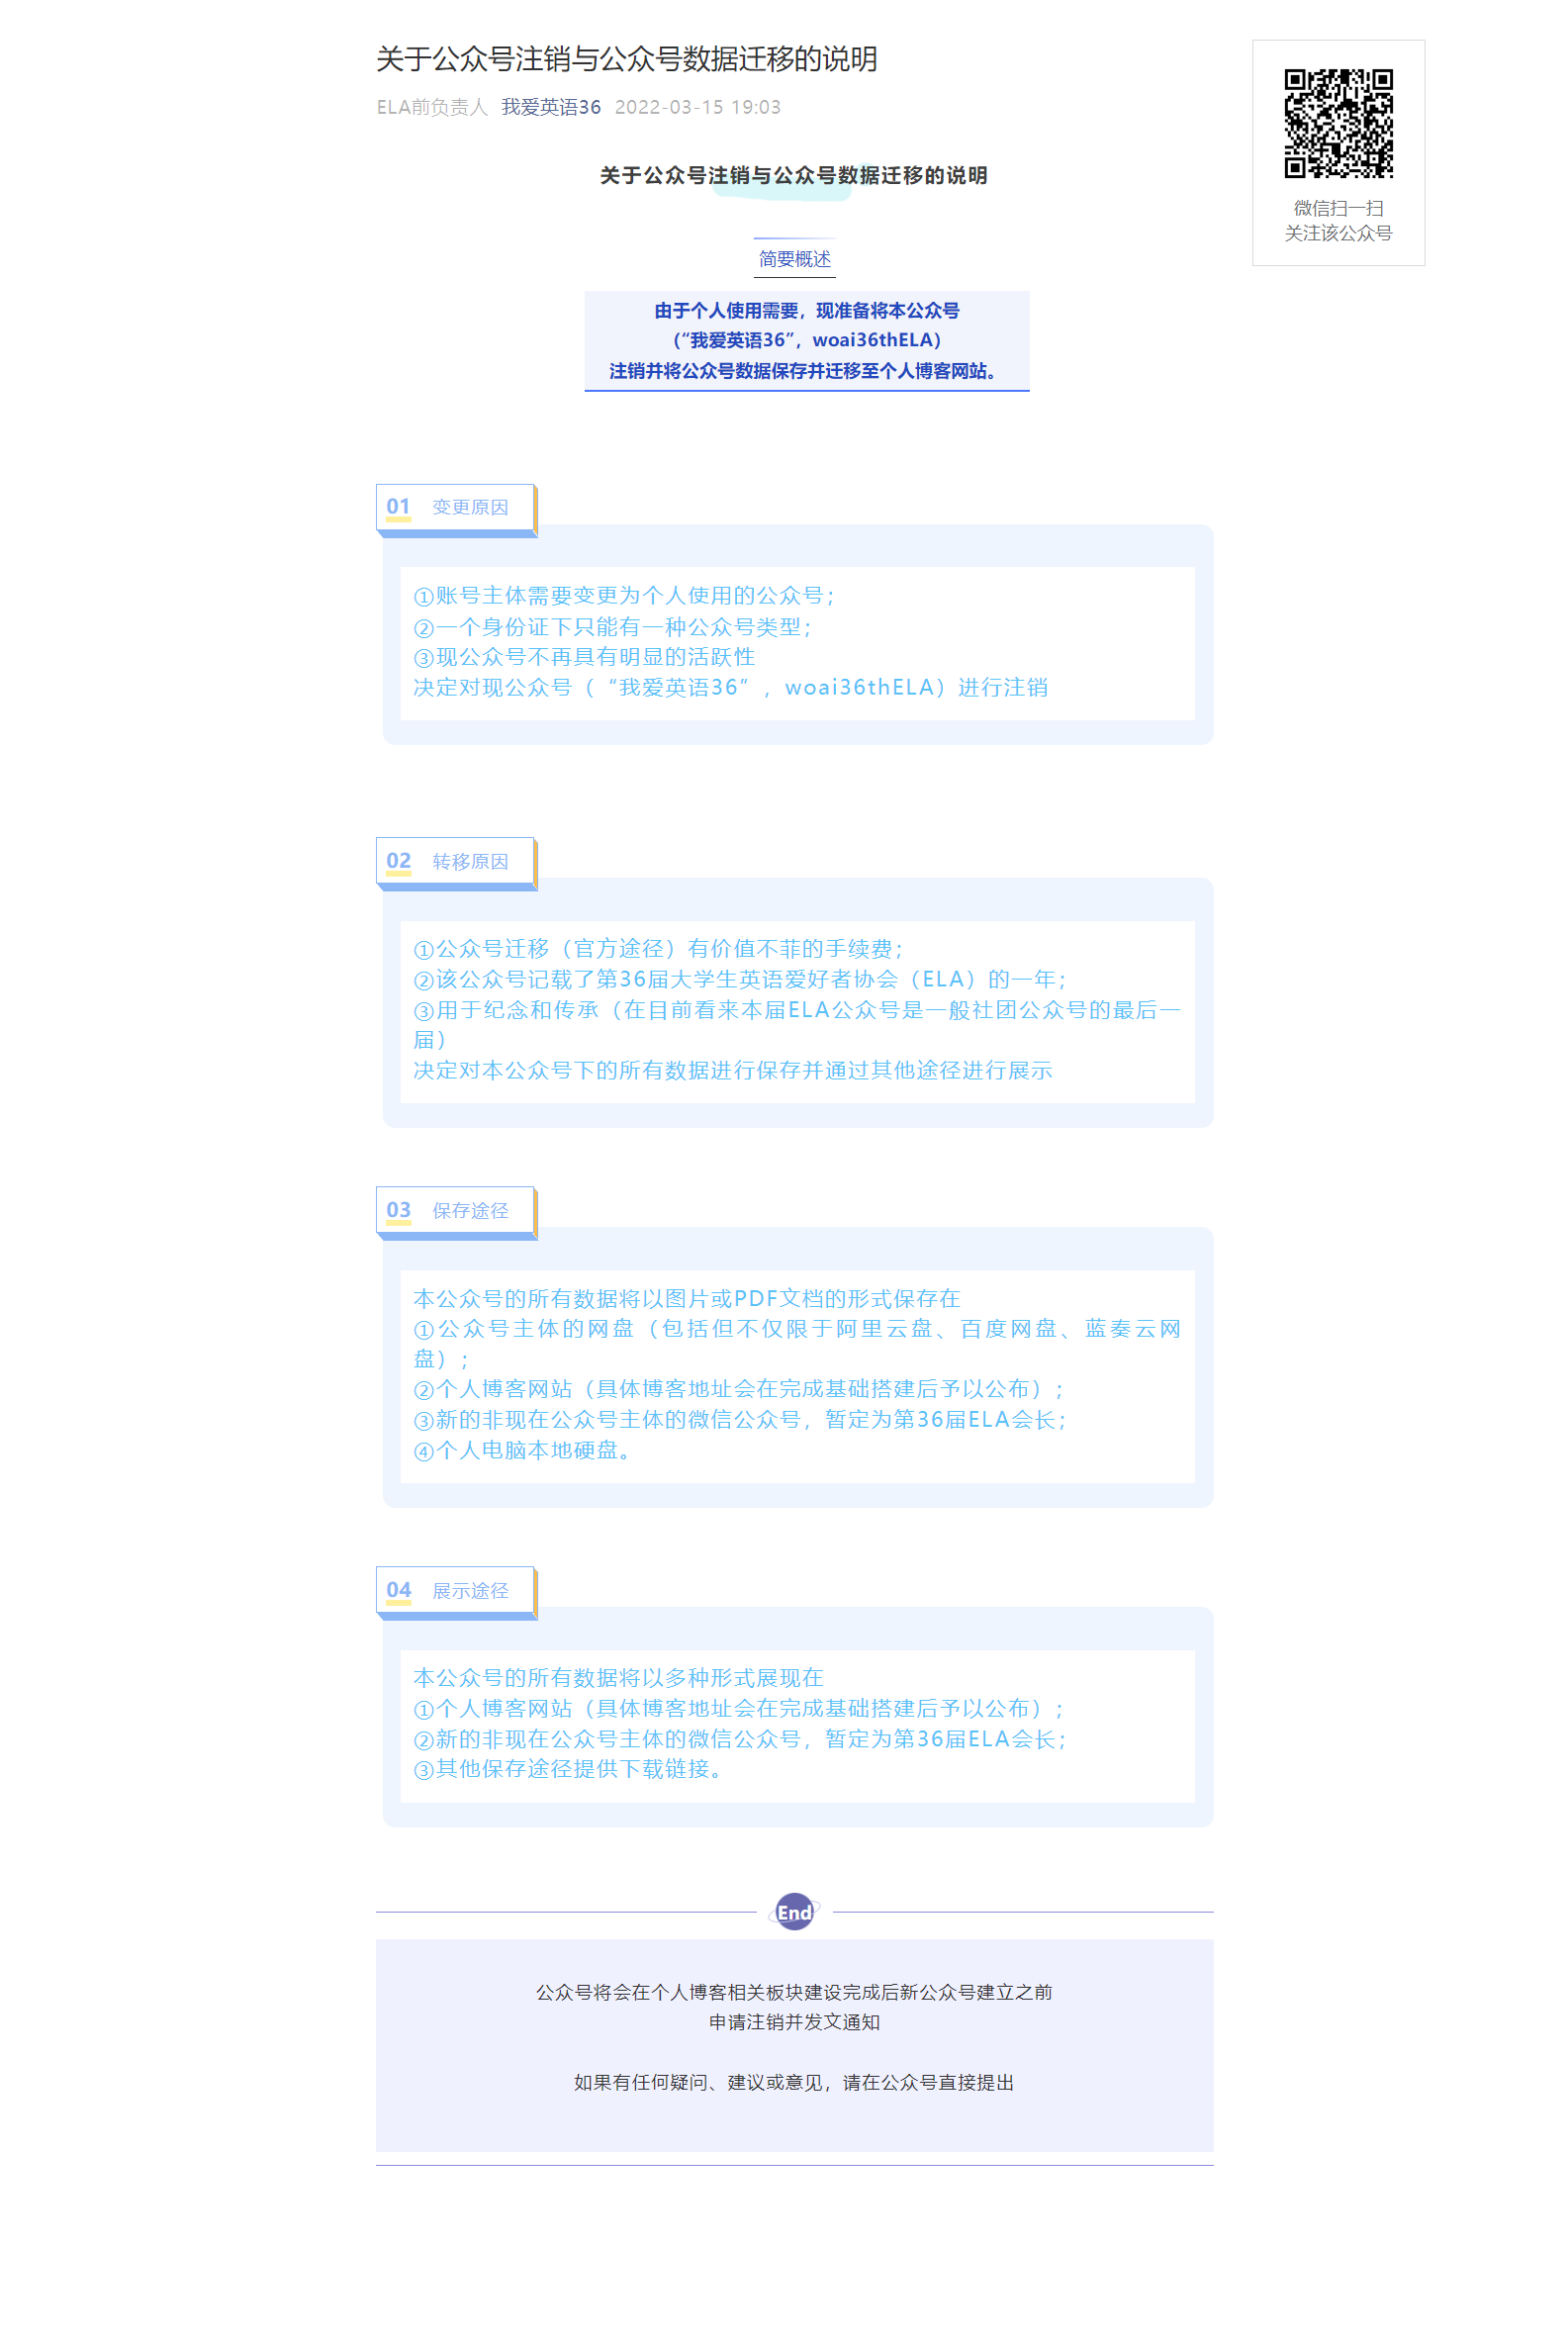 关于公众号注销与公众号数据迁移的说明
ELA前负责人 我爱英语36 2022-03-15 19:03
微信扫一扫
关注该公众号
关于公众号注销与公众号数据迁移的说明
简要概述
由于个人使用需要，现准备将本公众号
（“我爱英语36”，woai36thELA）
注销并将公众号数据保存并迁移至个人博客网站。
01 变更原因
①账号主体需要变更为个人使用的公众号；
②一个身份证下只能有一种公众号类型；
③现公众号不再具有明显的活跃性
决定对现公众号（“我爱英语36”，woai36thELA）进行注销
02 转移原因
①公众号迁移（官方途径）有价值不菲的手续费；
②该公众号记载了第36届大学生英语爱好者协会（ELA）的一年；
③用于纪念和传承（在目前看来本届ELA公众号是一般社团公众号的最后一
届）
决定对本公众号下的所有数据进行保存并通过其他途径进行展示
03 保存途径
本公众号的所有数据将以图片或PDF文档的形式保存在
①公众号主体的网盘（包括但不仅限于阿里云盘、百度网盘、蓝奏云网
盘）；
②个人博客网站（具体博客地址会在完成基础搭建后予以公布）；
③新的非现在公众号主体的微信公众号，暂定为第36届ELA会长；
④个人电脑本地硬盘。
04 展示途径
本公众号的所有数据将以多种形式展现在
①个人博客网站（具体博客地址会在完成基础搭建后予以公布）；
②新的非现在公众号主体的微信公众号，暂定为第36届ELA会长；
③其他保存途径提供下载链接。
End
公众号将会在个人博客相关板块建设完成后新公众号建立之前
申请注销并发文通知
如果有任何疑问、建议或意见，请在公众号直接提出